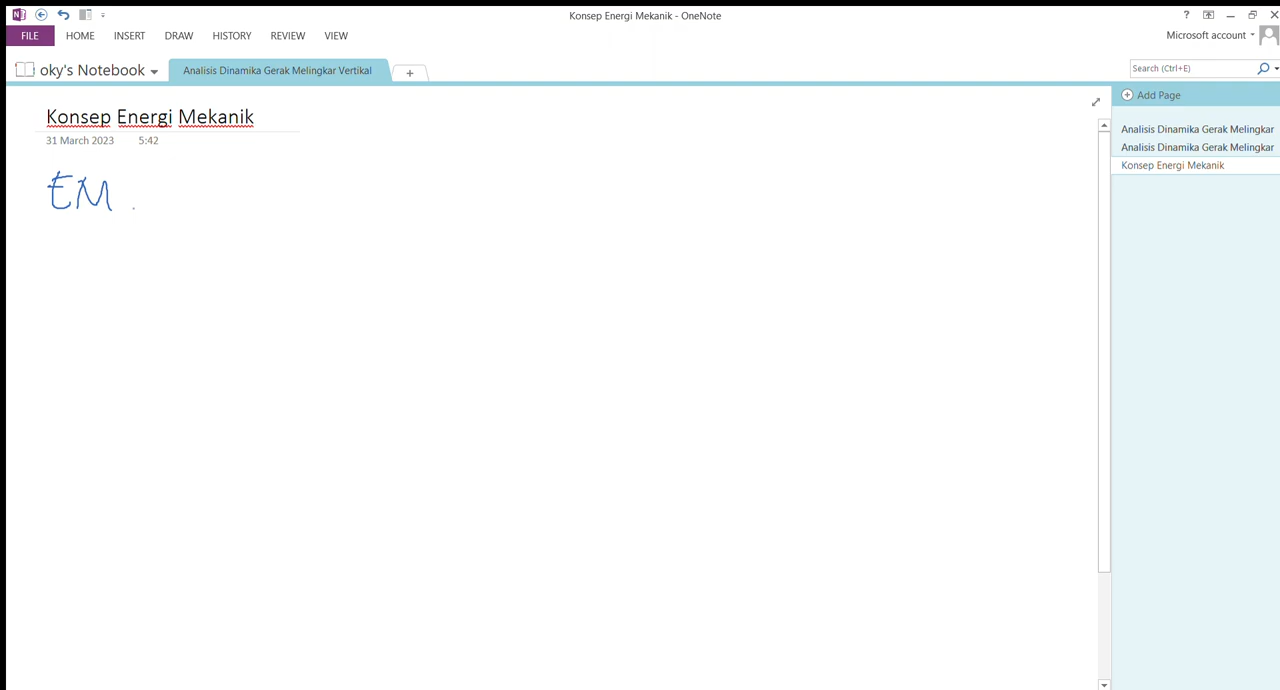 Konsep Energi Mekanik - OneNote
?
FILE HOME INSERT DRAW HISTORY REVIEW VIEW
Microsoft account
oky's Notebook
Analisis Dinamika Gerak Melingkar Vertikal
+
Search (Ctrl+E)
Add Page
Konsep Energi Mekanik
31 March 2023 5:42
EM
Analisis Dinamika Gerak Melingkar
Analisis Dinamika Gerak Melingkar
Konsep Energi Mekanik